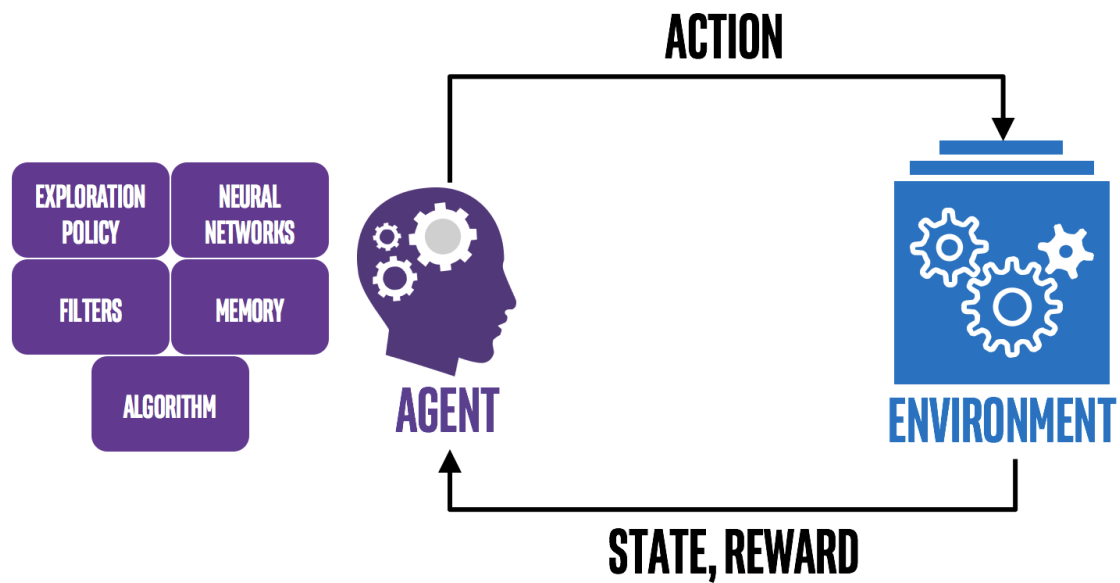 ACTION
EXPLORATION
POLICY
NEURAL
NETWORKS
FILTERS
MEMORY
ALGORITHM
AGENT
ENVIRONMENT
STATE, REWARD